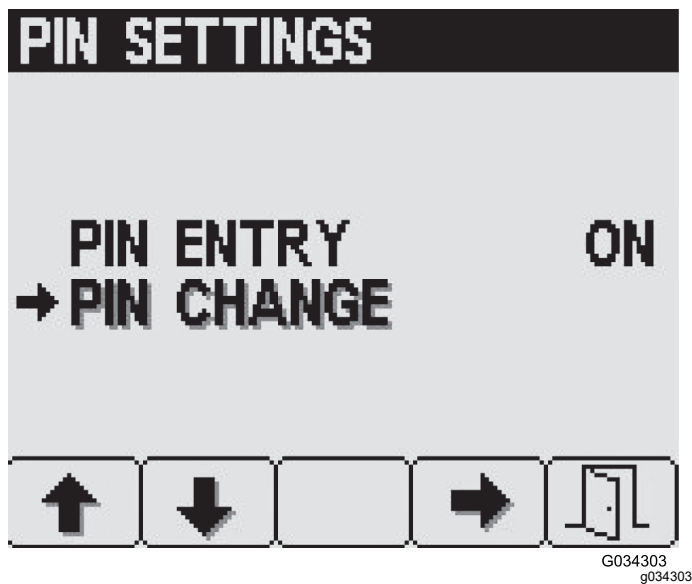 PIN SETTINGS
PIN ENTRY ON
PIN CHANGE
G034303
g034303